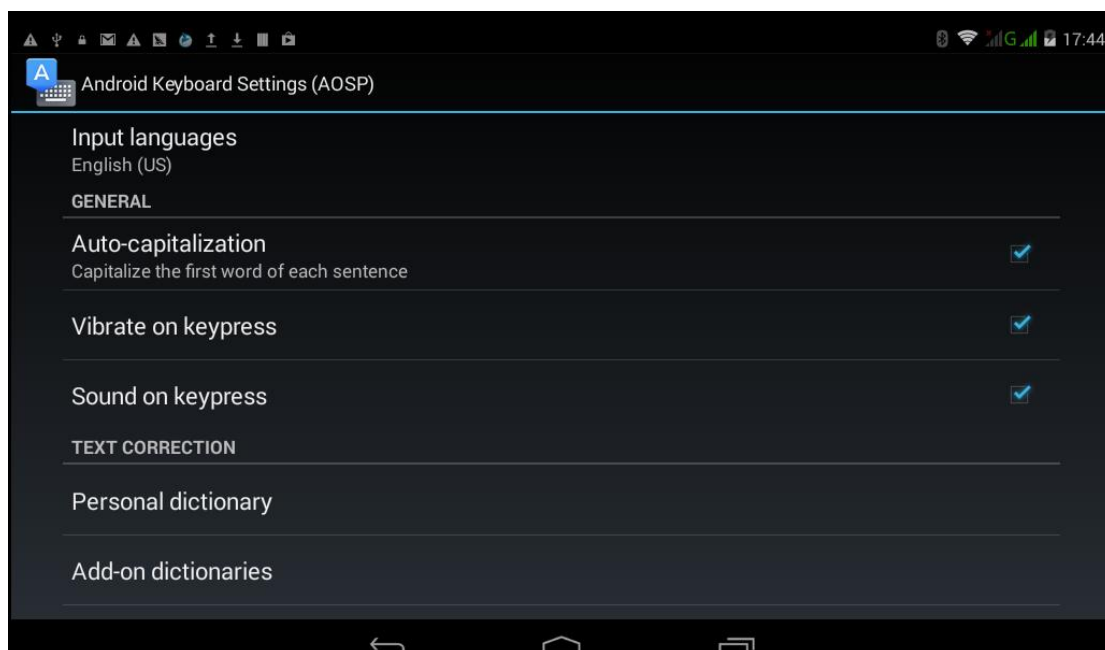 G 17:44
A
Android Keyboard Settings (AOSP)
Input languages
English (US)
GENERAL
Auto-capitalization
Capitalize the first word of each sentence
Vibrate on keypress
Sound on keypress
TEXT CORRECTION
Personal dictionary
Add-on dictionaries